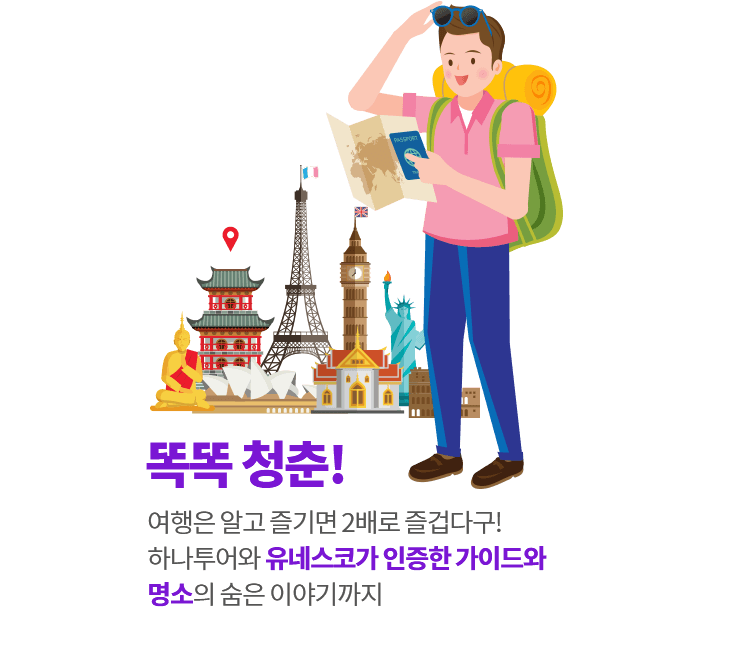 PASSPORT
똑똑 청춘!
여행은 알고 즐기면 2배로 즐겁다구!
하나투어와 유네스코가 인증한 가이드와
명소의 숨은 이야기까지